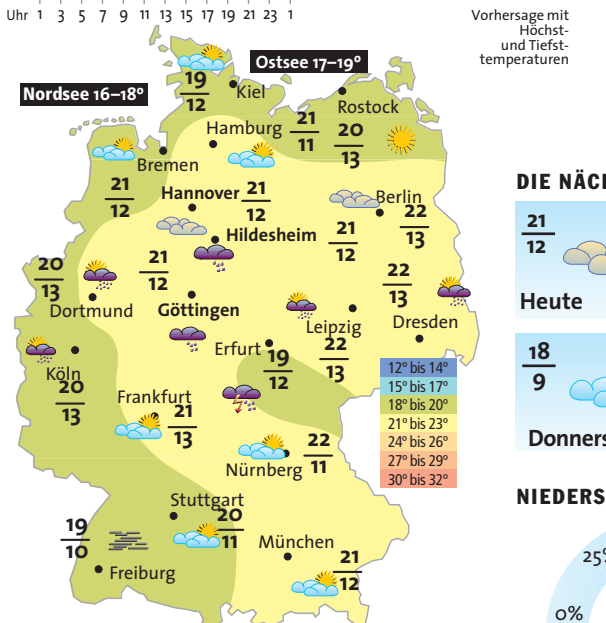 Uhr 1 3 5 7 9 11 13 15 17 19 21 23 1
Vorhersage mit
Höchst-
und Tiefst-
temperaturen
Ostsee 17–19°
Nordsee 16–18°
19
12
Kiel
Rostock
Hamburg
21
11
20
13
Bremen
21
12
Hannover
21
12
Berlin
22
13
Hildesheim
21
12
20
13
21
12
22
13
Dortmund
Göttingen
Leipzig
Dresden
Erfurt
19
12
22
13
Köln
20
13
Frankfurt
21
13
22
11
Nürnberg
12° bis 14°
15° bis 17°
18° bis 20°
21° bis 23°
24° bis 26°
27° bis 29°
30° bis 32°
Stuttgart
20
11
19
10
Freiburg
München
21
12
DIE NÄCH
21
12
Heute
18
9
Donners
NIEDERS
25%
0%